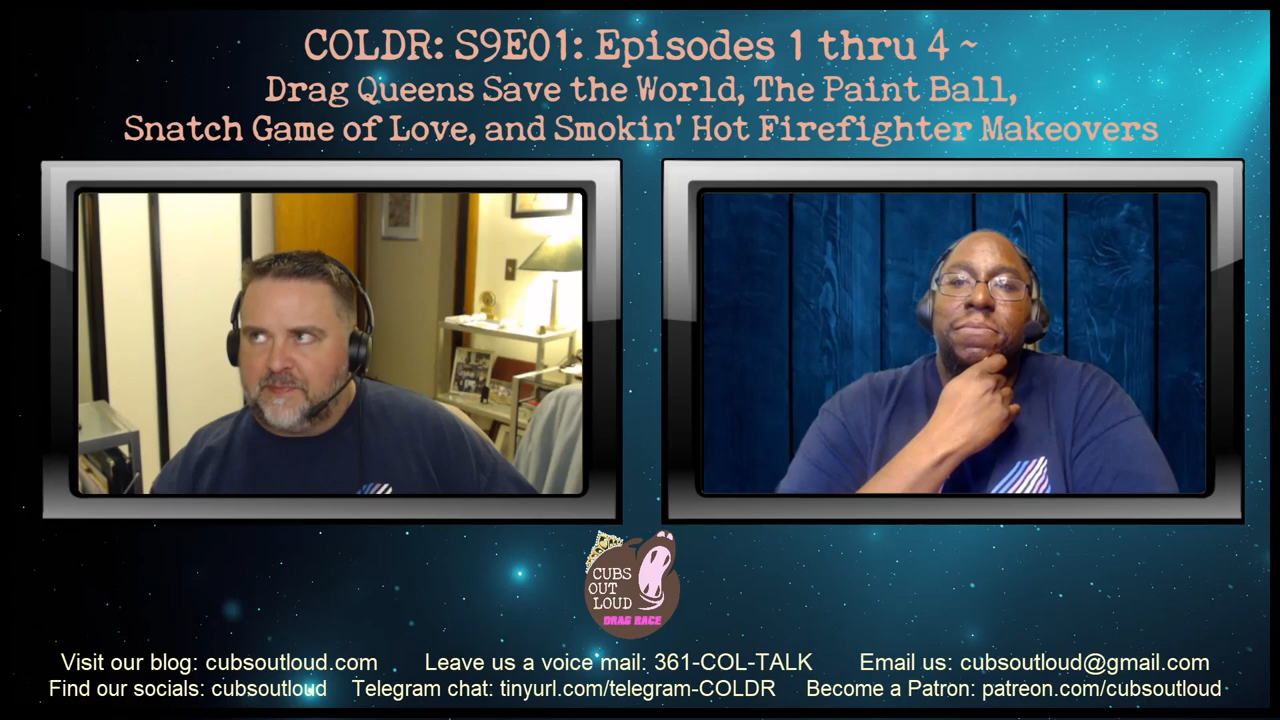 COLDR: S9E01: Episodes 1 thru 4 ~
Drag Queens Save the World, The Paint Ball,
Snatch Game of Love, and Smokin' Hot Firefighter Makeovers
CUBS
OUT
LOUD
DRAG RACE
Visit our blog: cubsoutloud.com Leave us a voice mail: 361-COL-TALK Email us: cubsoutloud@gmail.com
Find our socials: cubsoutloud Telegram chat: tinyurl.com/telegram-COLDR Become a Patron: patreon.com/cubsoutloud